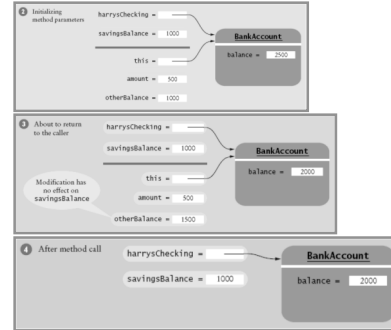 2 Initializing
method parameters
harrysChecking =
savingsBalance = 1000
this =
amount = 500
otherBalance = 1000
BankAccount
balance = 2500
3 About to return
to the caller
harrysChecking =
savingsBalance = 1000
Modification has
no effect on
savingsBalance
this =
amount = 500
otherBalance = 1500
BankAccount
balance = 2000
4 After method call
harrysChecking =
savingsBalance = 1000
BankAccount
balance = 2000